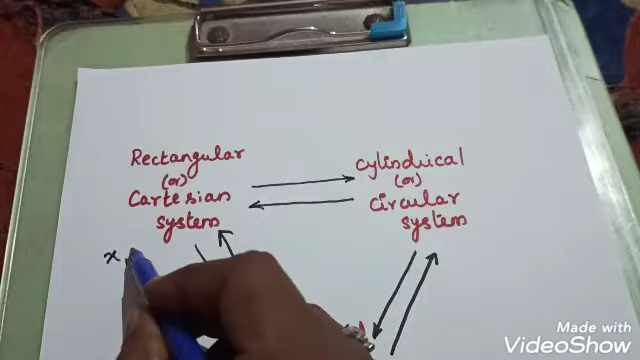 Rectangular
(or)
Cartesian
system
Cylindrical
(or)
Circular
system
x
Made with
VideoShow